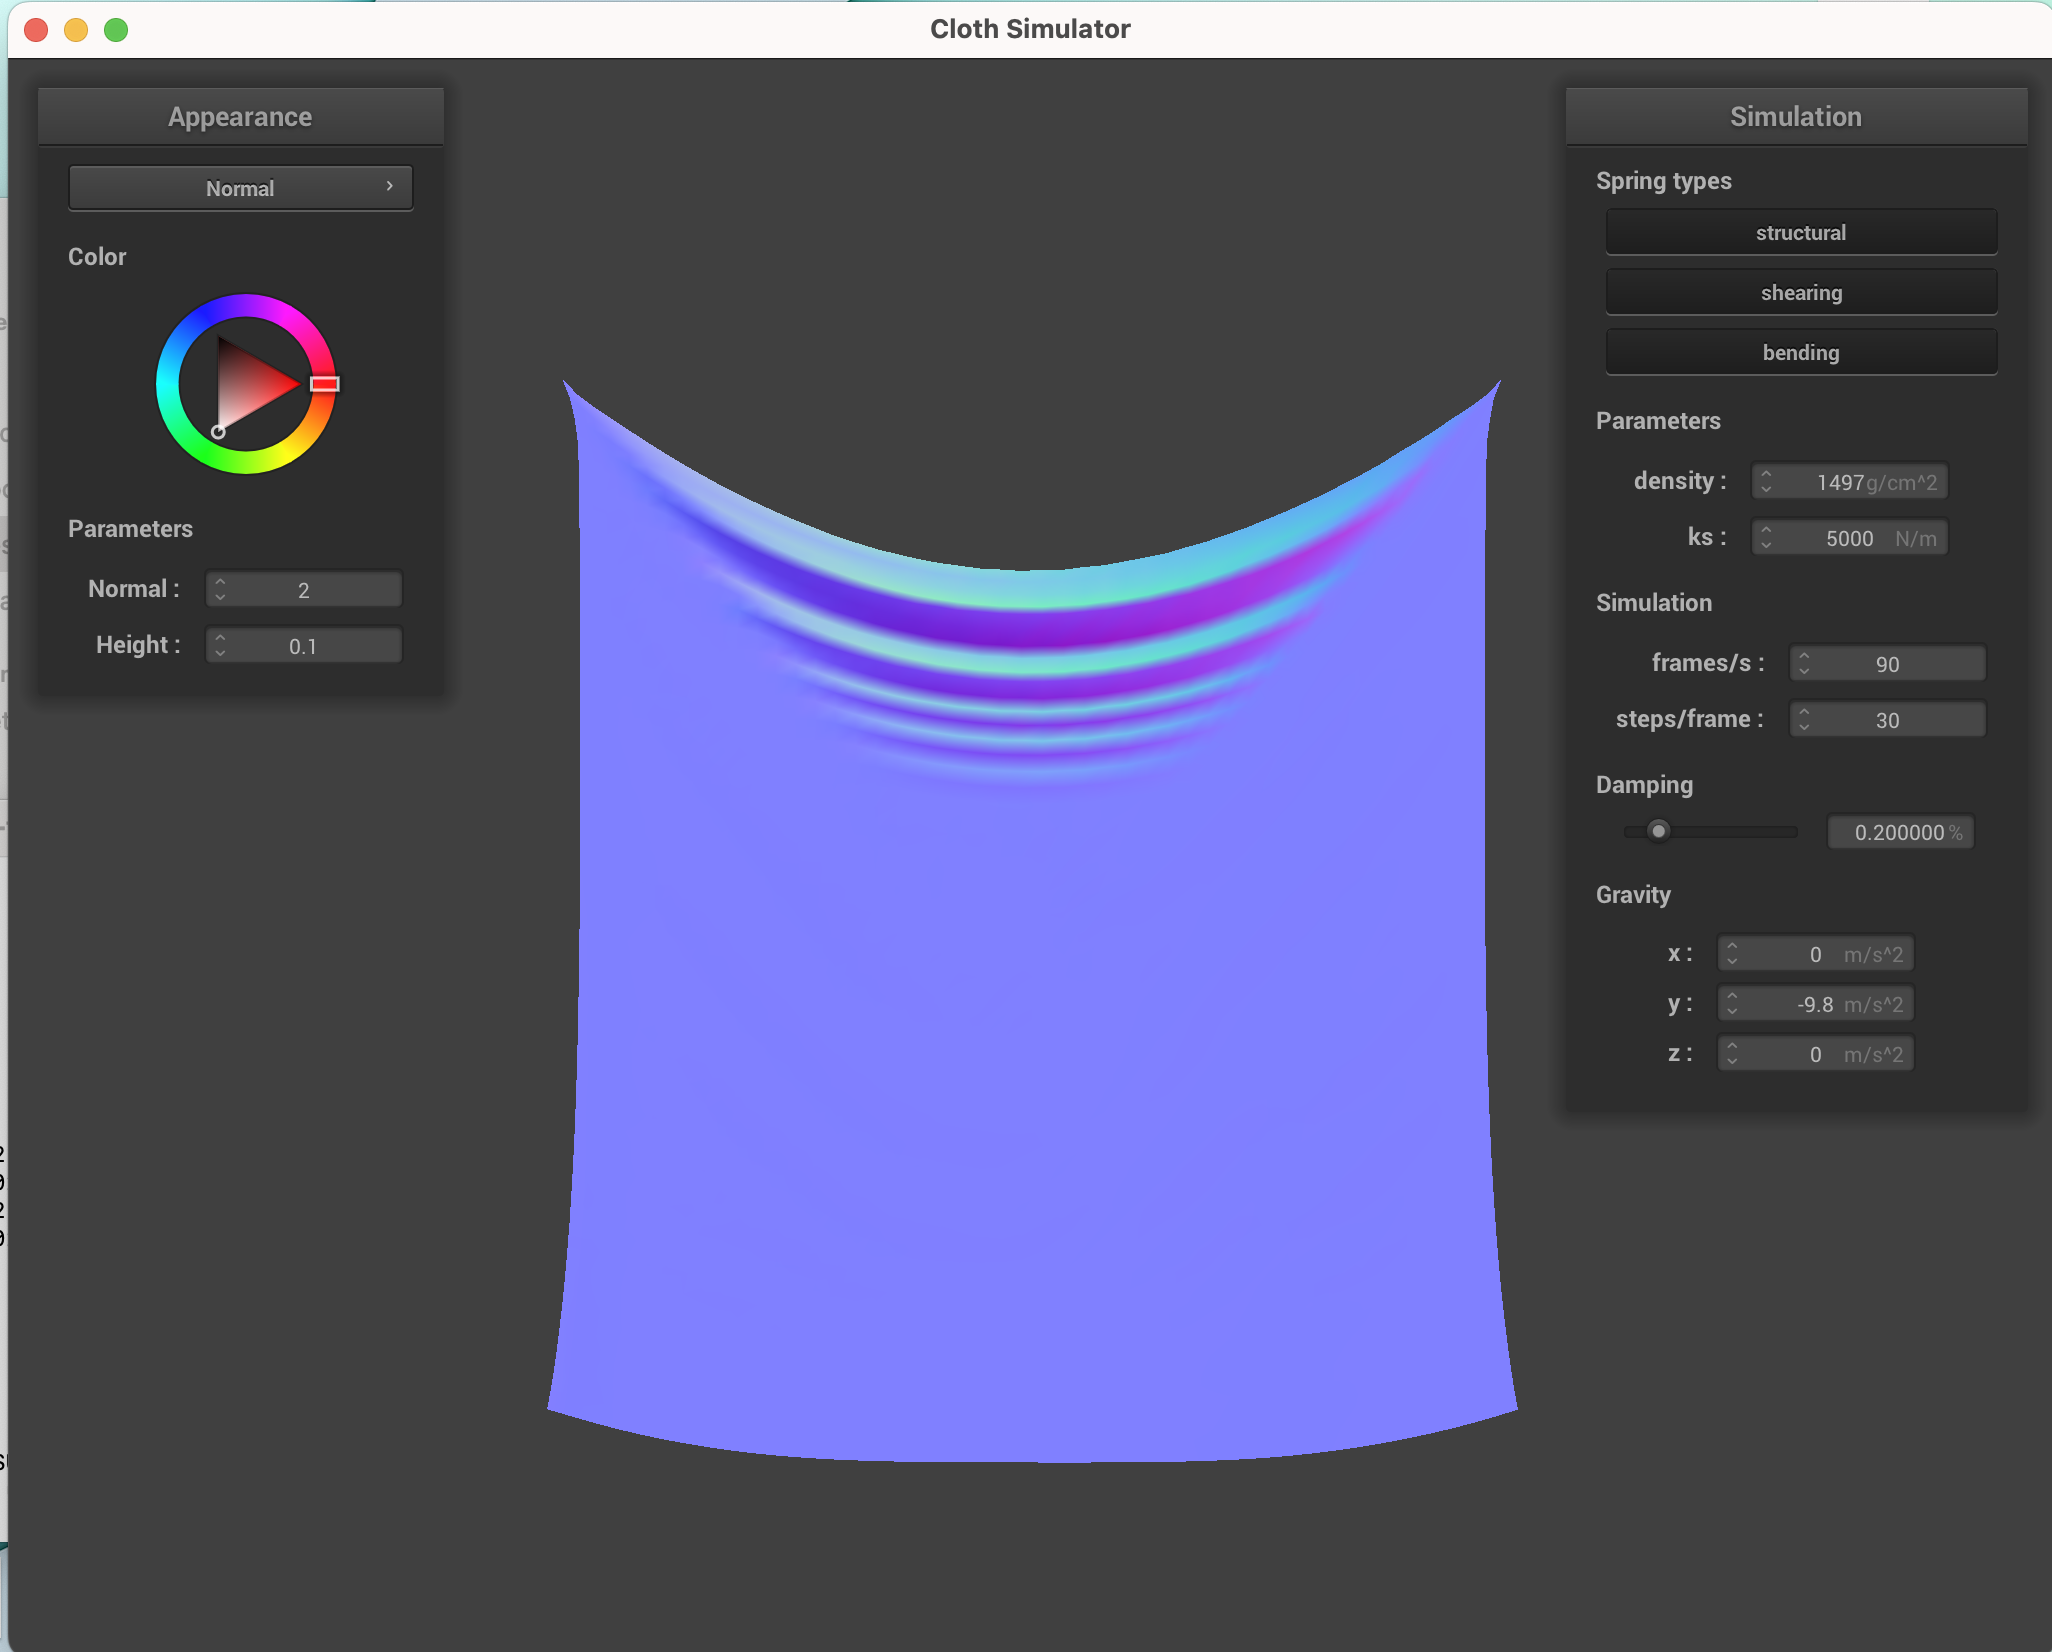 Cloth Simulator
Appearance
Normal
Color
Parameters
Normal : 2
Height : 0.1
Simulation
Spring types
structural
shearing
bending
Parameters
density : 1497 g/cm^2
ks : 5000 N/m
Simulation
frames/s : 90
steps/frame : 30
Damping
0.200000 %
Gravity
x : 0 m/s^2
y : -9.8 m/s^2
z : 0 m/s^2